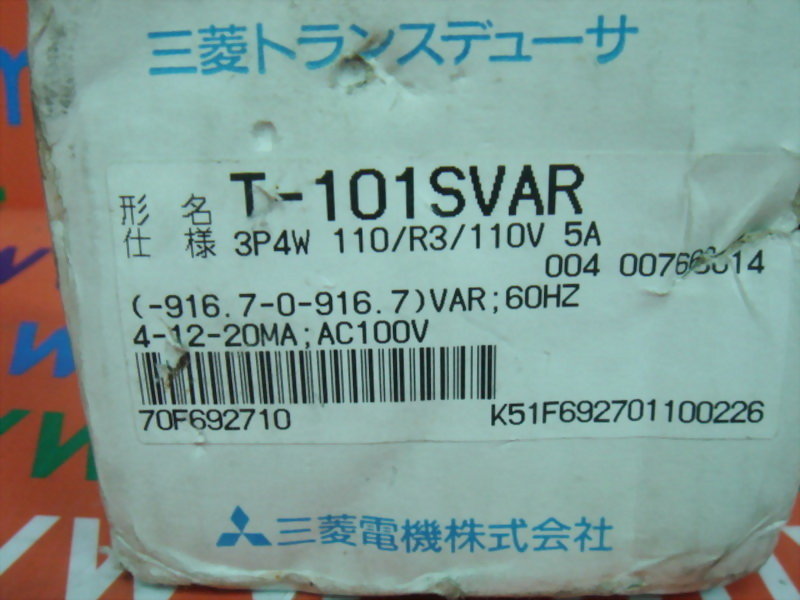 三菱トランスデューサ
形名 T-101SVAR
仕様 3P4W 110/R3/110V 5A
004
(-916.7-0-916.7)VAR;60HZ
4-12-20MA;AC100V
70F692710 K51F692701100226
三菱電機株式会社